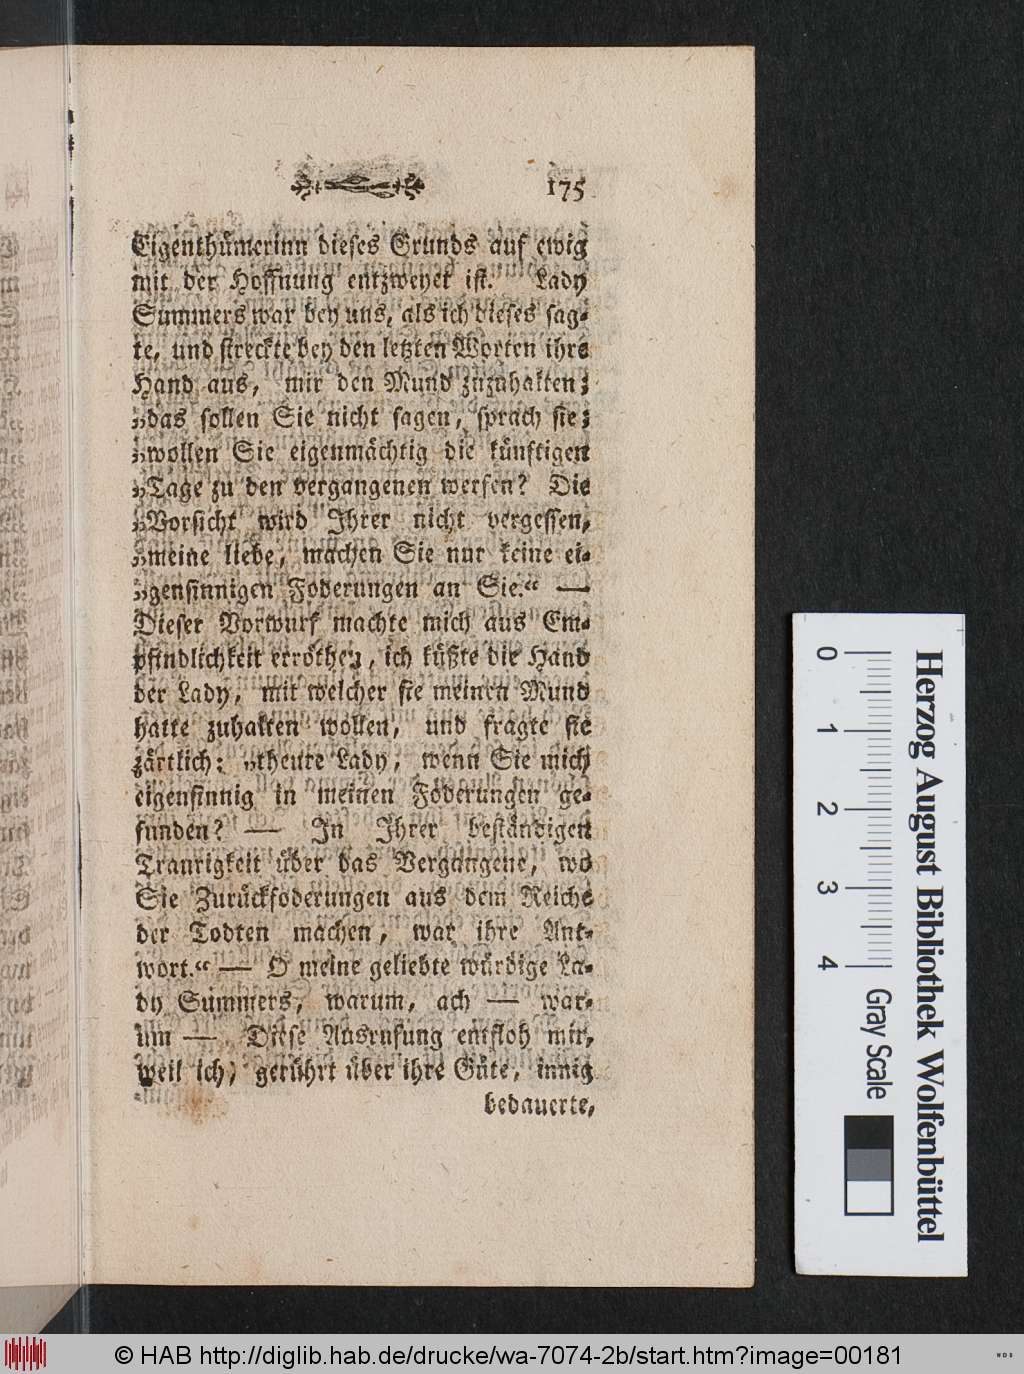 175
Eigenthümerinn dieses Grunds auf ewig
mit der Hoffnung entzweyet ist. Lady
Summers war bey uns, als ich dieses sag-
te, und streckte bey den letzten Worten ihre
Hand aus, mir den Mund zuzuhalten;
„das sollen Sie nicht sagen, sprach sie;
„wollen Sie eigenmächtig die künftigen
„Tage zu den vergangenen werfen? Die
„Vorsicht wird Ihrer nicht vergessen,
„meine liebe, machen Sie nur keine ei-
„gensinnigen Foderungen an Sie.“ —
Dieser Vorwurf machte mich aus Em-
pfindlichkeit erröthen, ich küßte die Hand
der Lady, mit welcher sie meinen Mund
hatte zuhalten wollen, und fragte sie
zärtlich: „theure Lady, wenn Sie mich
eigensinnig in meinen Foderungen ge-
funden? — In Ihrer beständigen
Traurigkeit über das Vergangene, wo
Sie Zurückfoderungen aus dem Reiche
der Todten machen, war ihre Ant-
wort.“ — O meine geliebte würdige La-
dy Summers, warum, ach — war-
um — Diese Ausrufung entfloh mir,
weil ich, gerührt über ihre Güte, innig
bedauerte,
0 1 2 3 4
Gray Scale
Herzog August Bibliothek Wolfenbüttel
© HAB http://diglib.hab.de/drucke/wa-7074-2b/start.htm?image=00181
WDB